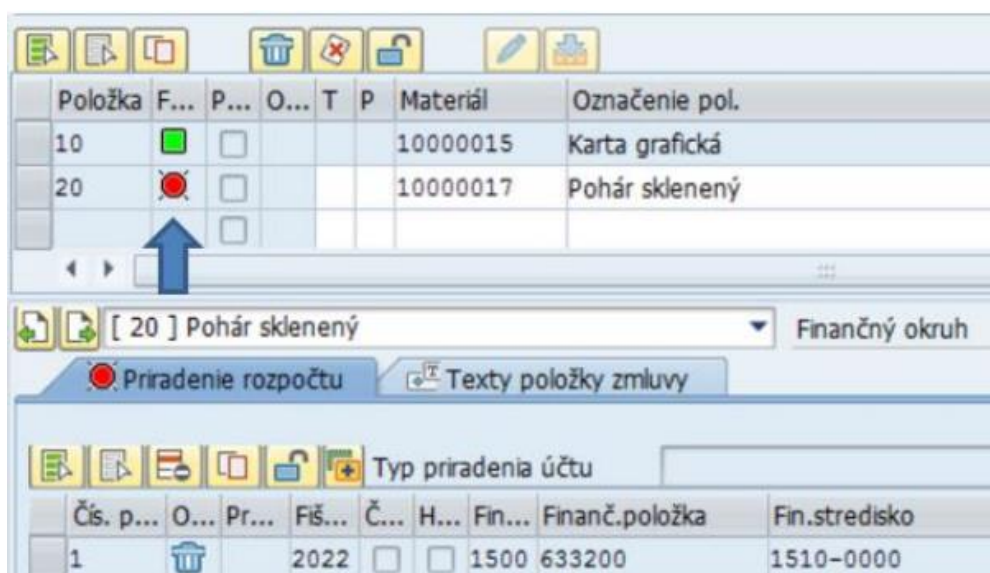 Položka F... P... O... T P Materiál Označenie pol.
10 10000015 Karta grafická
20 10000017 Pohár sklenený
[ 20 ] Pohár sklenený Finančný okruh
Priradenie rozpočtu Texty položky zmluvy
Typ priradenia účtu
Čís. p... O... Pr... Fiš... Č... H... Fin... Finanč.položka Fin.stredisko
1 2022 1500 633200 1510-0000